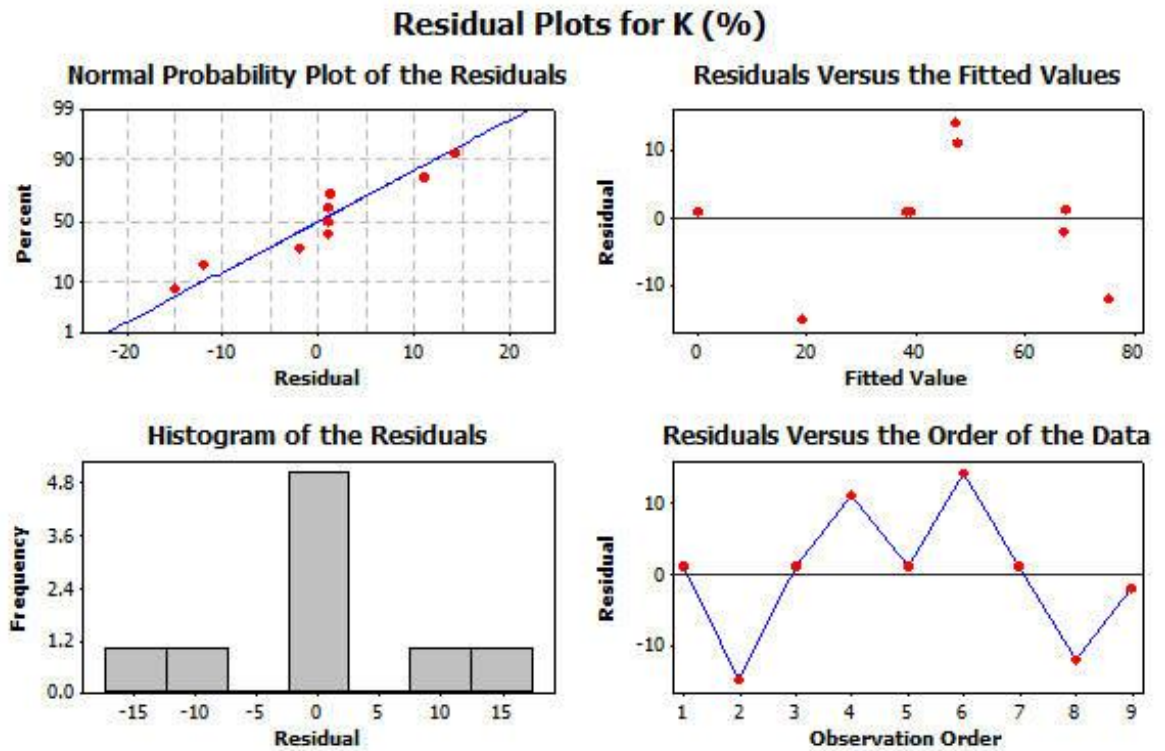 Residual Plots for K (%)
Normal Probability Plot of the Residuals
99
90
50
10
1
Percent
-20 -10 0 10 20
Residual
Residuals Versus the Fitted Values
10
0
-10
Residual
0 20 40 60 80
Fitted Value
Histogram of the Residuals
4.8
3.6
2.4
1.2
0.0
Frequency
-15 -10 -5 0 5 10 15
Residual
Residuals Versus the Order of the Data
10
0
-10
Residual
1 2 3 4 5 6 7 8 9
Observation Order